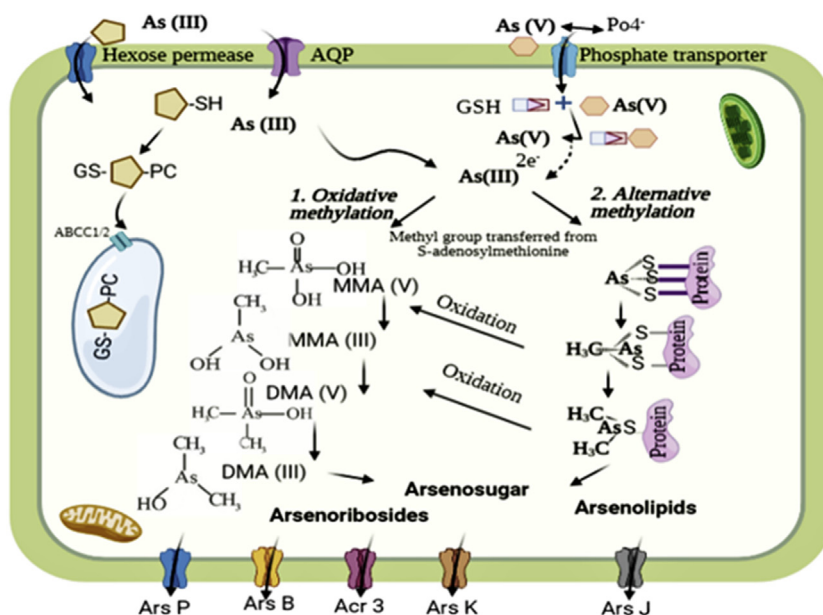 As (III)
As (V)
Po4-
Hexose permease
AQP
Phosphate transporter
SH
GSH
+
As(V)
As (III)
As(V)
2e-
GS-
-PC
As(III)
1. Oxidative
methylation
2. Alternative
methylation
ABCC1/2
Methyl group transferred from
S-adenosylmethionine
GS-
-PC
O
H3C
As
OH
OH
MMA (V)
As
S
S
S
Protein
CH3
As
OH
OH
MMA (III)
Oxidation
H3C
As
S
S
Protein
O
DMA (V)
H3C
As
OH
CH3
Oxidation
H3C
As
S
H3C
Protein
CH3
As
HO
CH3
DMA (III)
Arsenosugar
Arsenoribosides
Arsenolipids
Ars P
Ars B
Acr 3
Ars K
Ars J